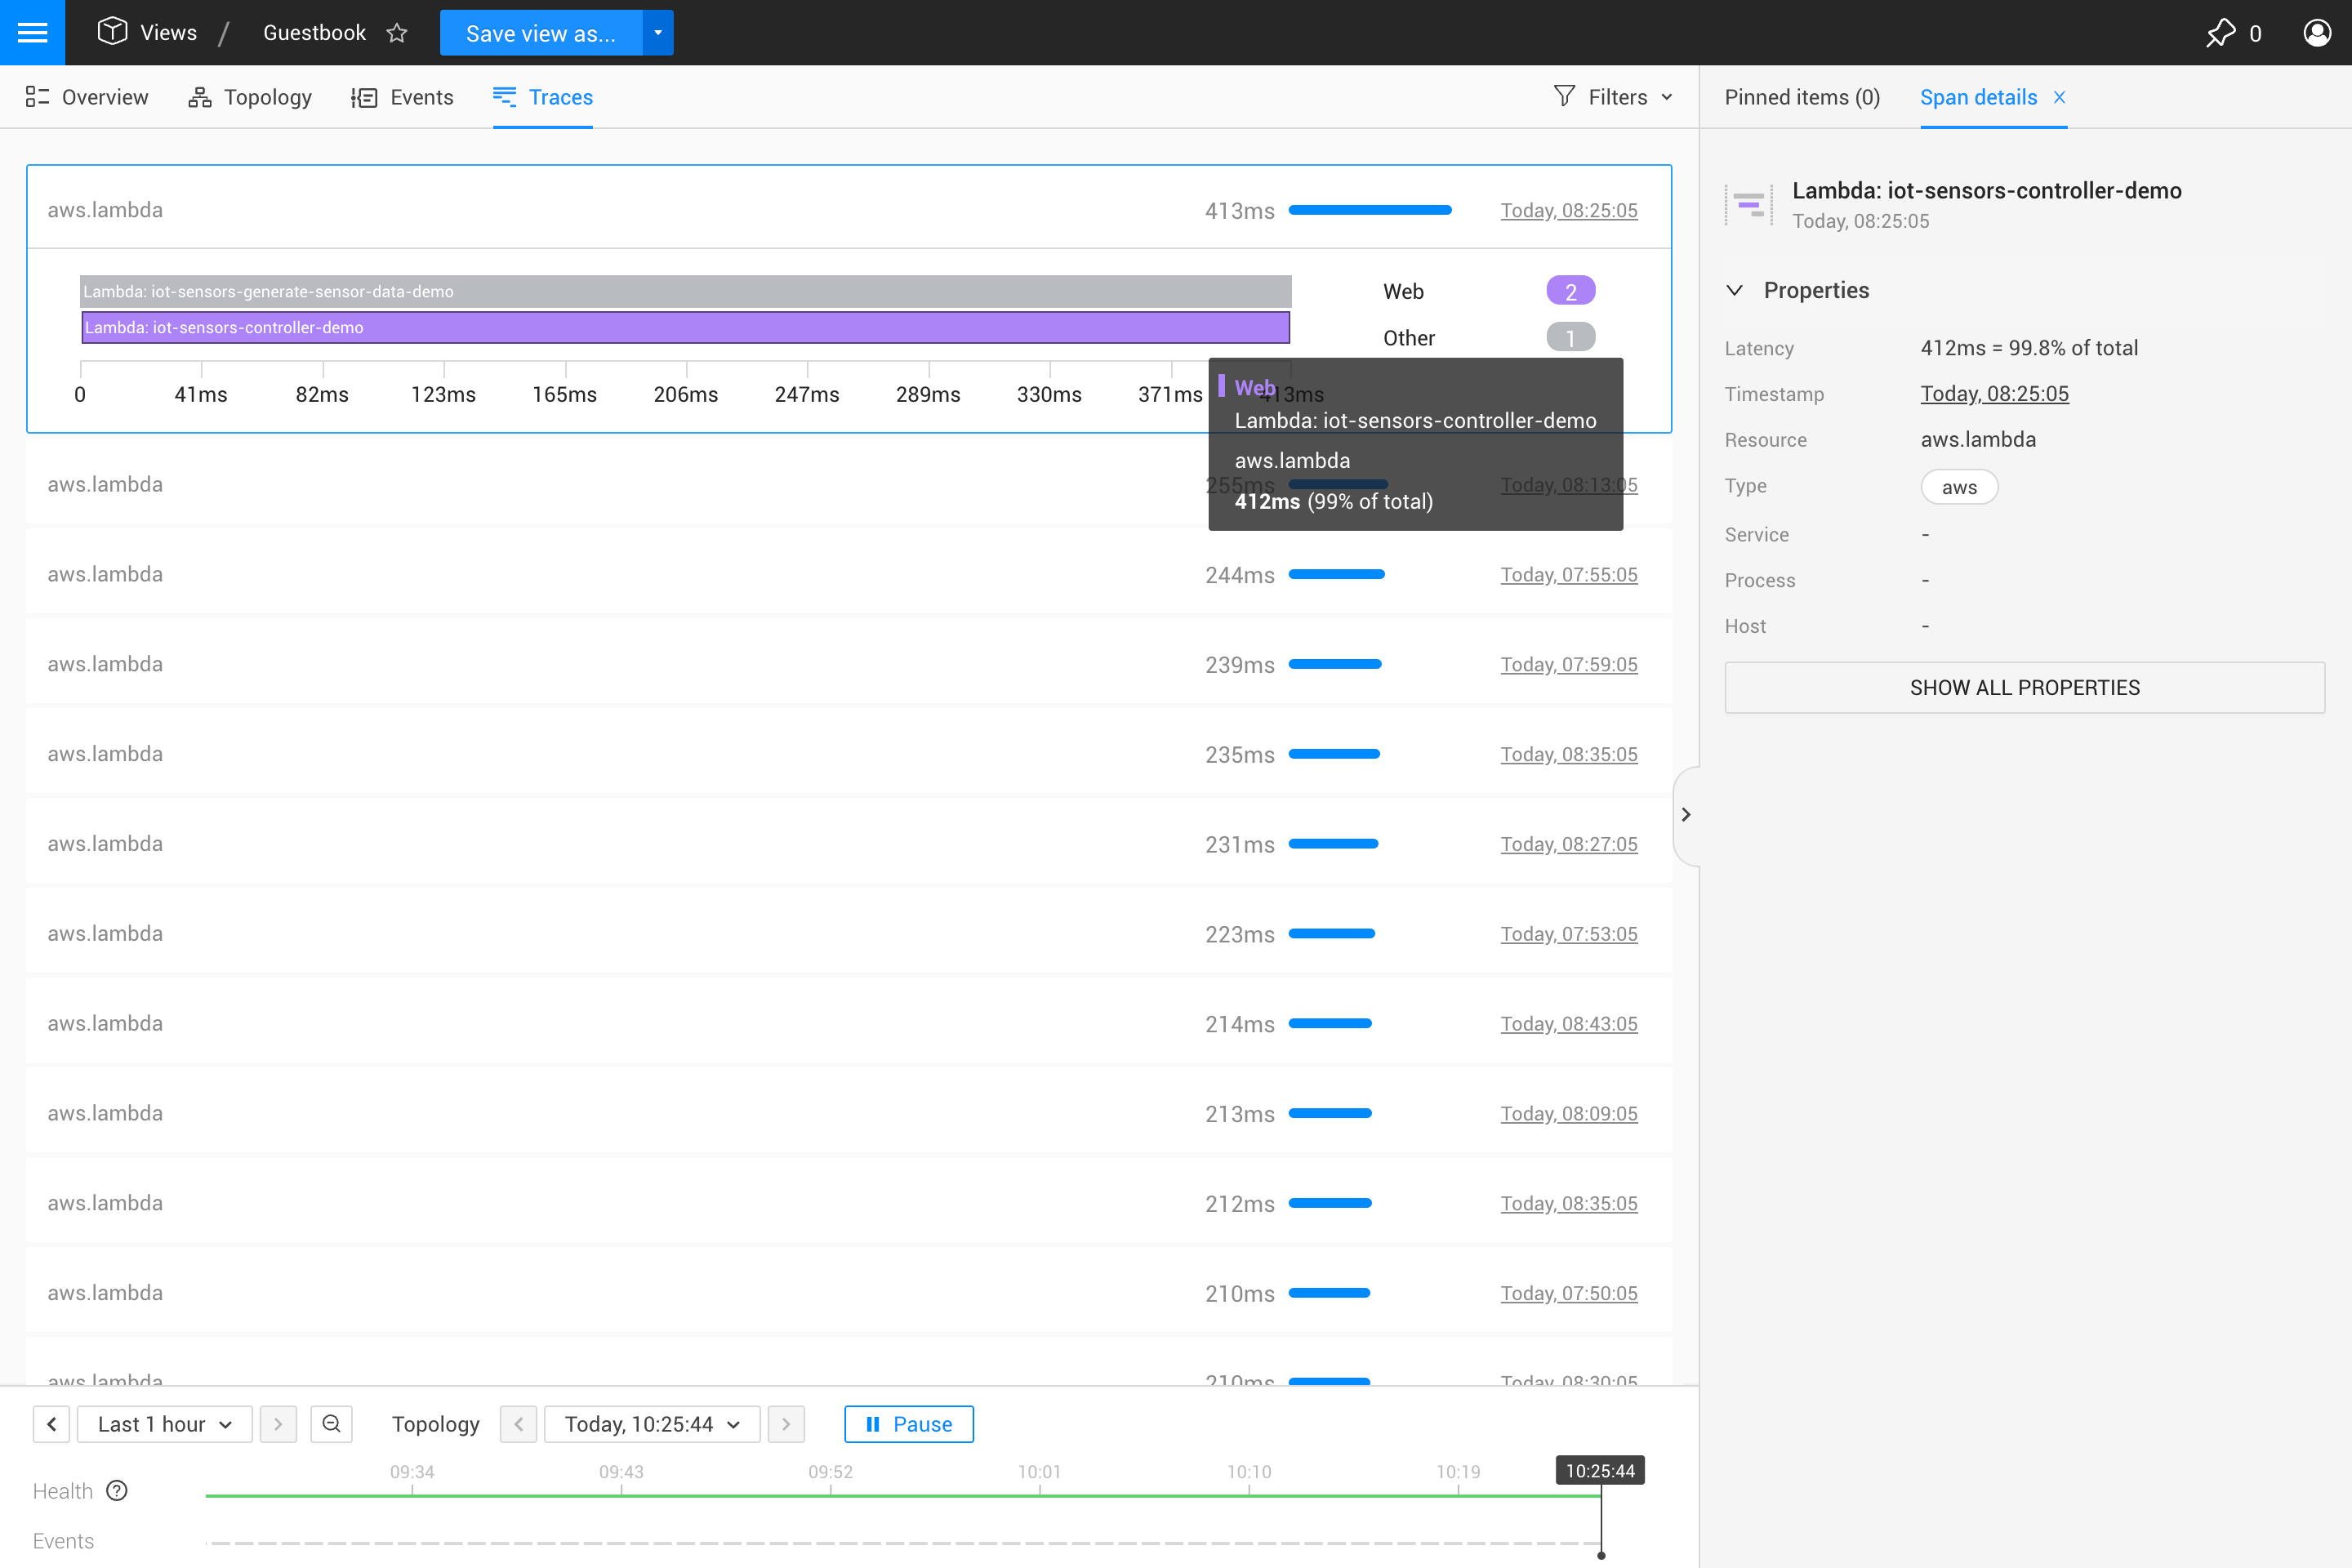 Views / Guestbook Save view as... 0
Overview Topology Events Traces Filters
Pinned items (0) Span details
aws.lambda 413ms Today, 08:25:05
Lambda: iot-sensors-generate-sensor-data-demo Web 2
Lambda: iot-sensors-controller-demo Other 1
0 41ms 82ms 123ms 165ms 206ms 247ms 289ms 330ms 371ms 413ms
Web
Lambda: iot-sensors-controller-demo
aws.lambda
412ms (99% of total)
aws.lambda 255ms Today, 08:13:05
aws.lambda 244ms Today, 07:55:05
aws.lambda 239ms Today, 07:59:05
aws.lambda 235ms Today, 08:35:05
aws.lambda 231ms Today, 08:27:05
aws.lambda 223ms Today, 07:53:05
aws.lambda 214ms Today, 08:43:05
aws.lambda 213ms Today, 08:09:05
aws.lambda 212ms Today, 08:35:05
aws.lambda 210ms Today, 07:50:05
aws.lambda 210ms Today, 08:30:05
Lambda: iot-sensors-controller-demo
Today, 08:25:05
Properties
Latency 412ms = 99.8% of total
Timestamp Today, 08:25:05
Resource aws.lambda
Type aws
Service -
Process -
Host -
SHOW ALL PROPERTIES
Last 1 hour Topology Today, 10:25:44 Pause
09:34 09:43 09:52 10:01 10:10 10:19 10:25:44
Health ?
Events